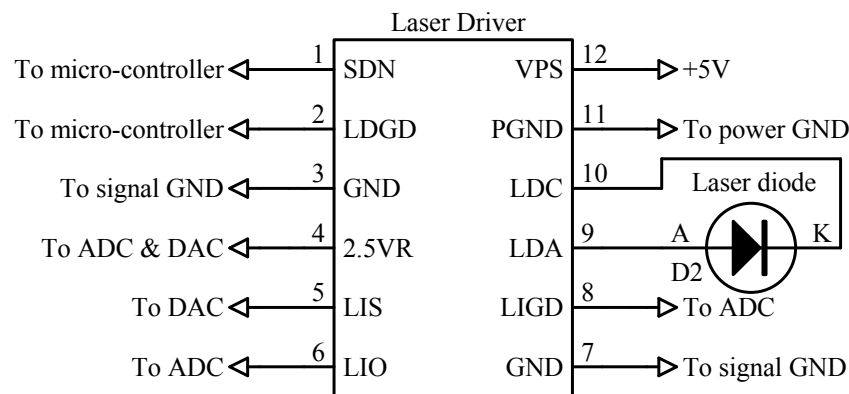 Laser Driver
To micro-controller 1 SDN VPS 12 +5V
To micro-controller 2 LDGD PGND 11 To power GND
To signal GND 3 GND LDC 10
Laser diode
To ADC & DAC 4 2.5VR LDA 9 A K
D2
To DAC 5 LIS LIGD 8 To ADC
To ADC 6 LIO GND 7 To signal GND